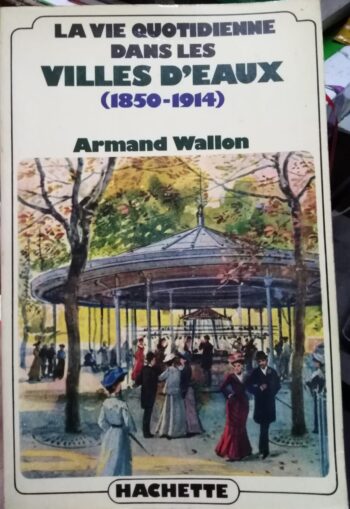 LA VIE QUOTIDIENNE
DANS LES
VILLES D'EAUX
(1850-1914)
Armand Wallon
HACHETTE